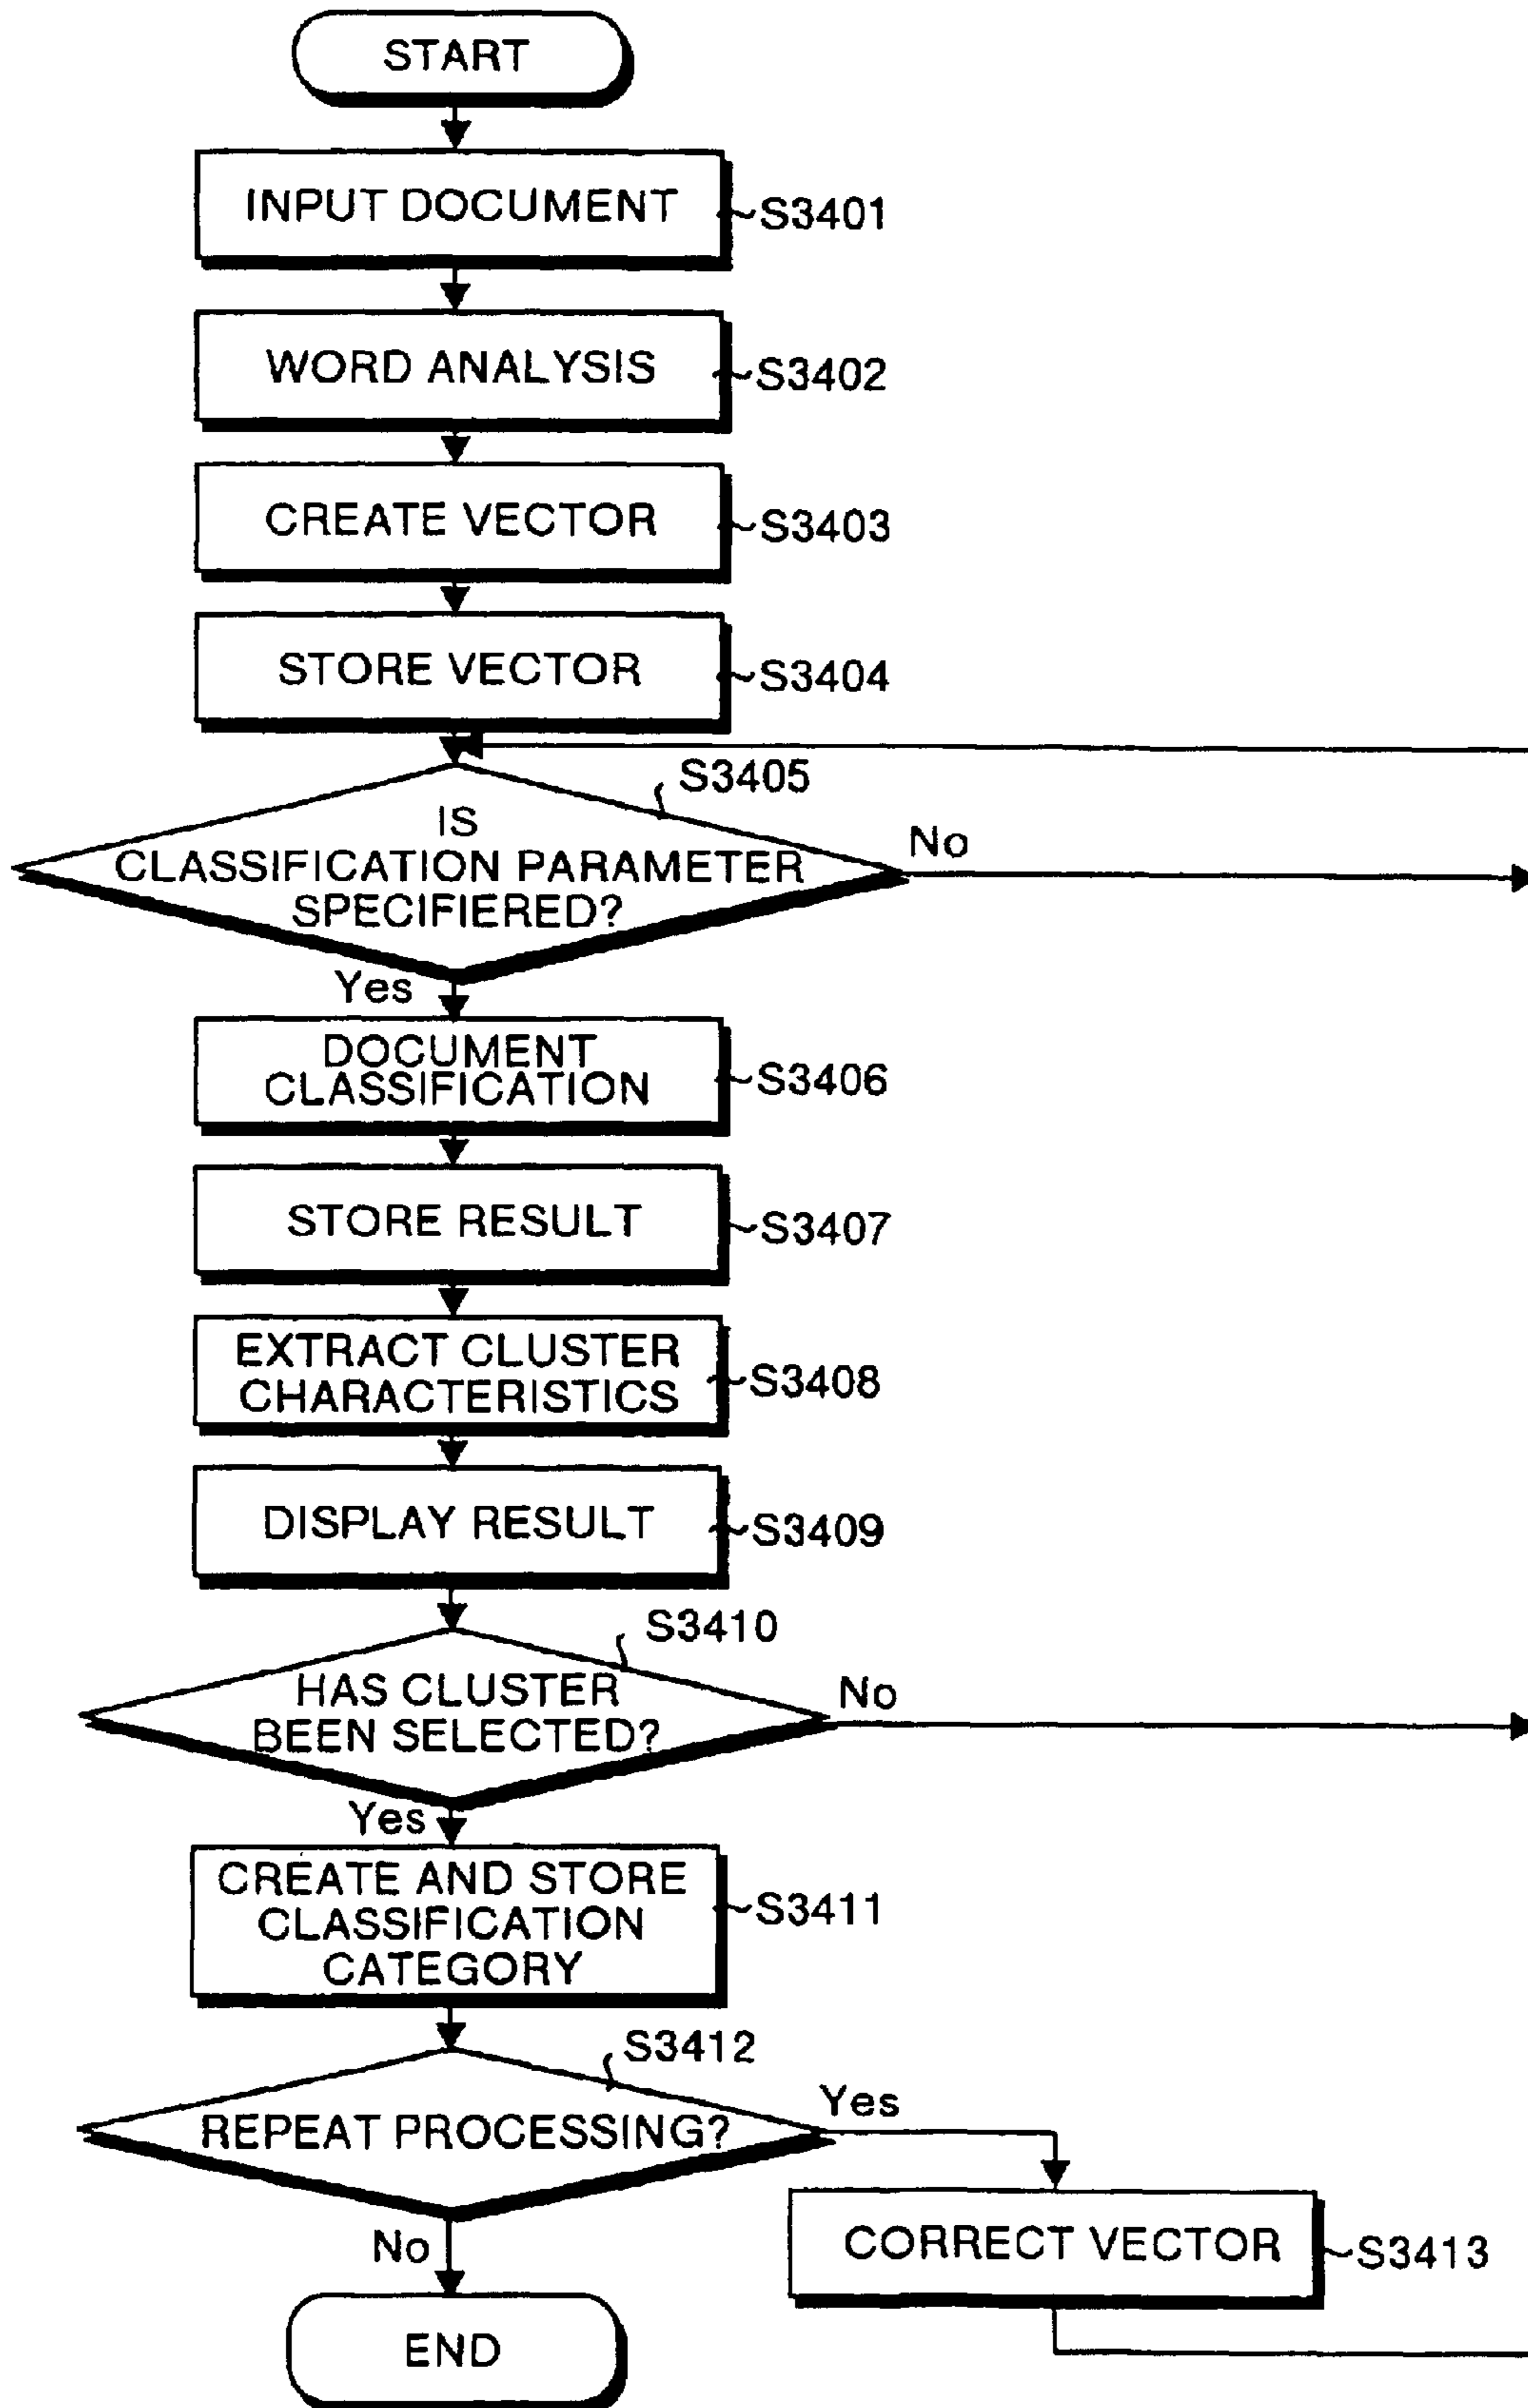 START
INPUT DOCUMENT
S3401
WORD ANALYSIS
S3402
CREATE VECTOR
S3403
STORE VECTOR
S3404
S3405
IS
CLASSIFICATION PARAMETER
SPECIFIERED?
No
Yes
DOCUMENT
CLASSIFICATION
S3406
STORE RESULT
S3407
EXTRACT CLUSTER
CHARACTERISTICS
S3408
DISPLAY RESULT
S3409
S3410
HAS CLUSTER
BEEN SELECTED?
No
Yes
CREATE AND STORE
CLASSIFICATION
CATEGORY
S3411
S3412
REPEAT PROCESSING?
Yes
No
CORRECT VECTOR
S3413
END